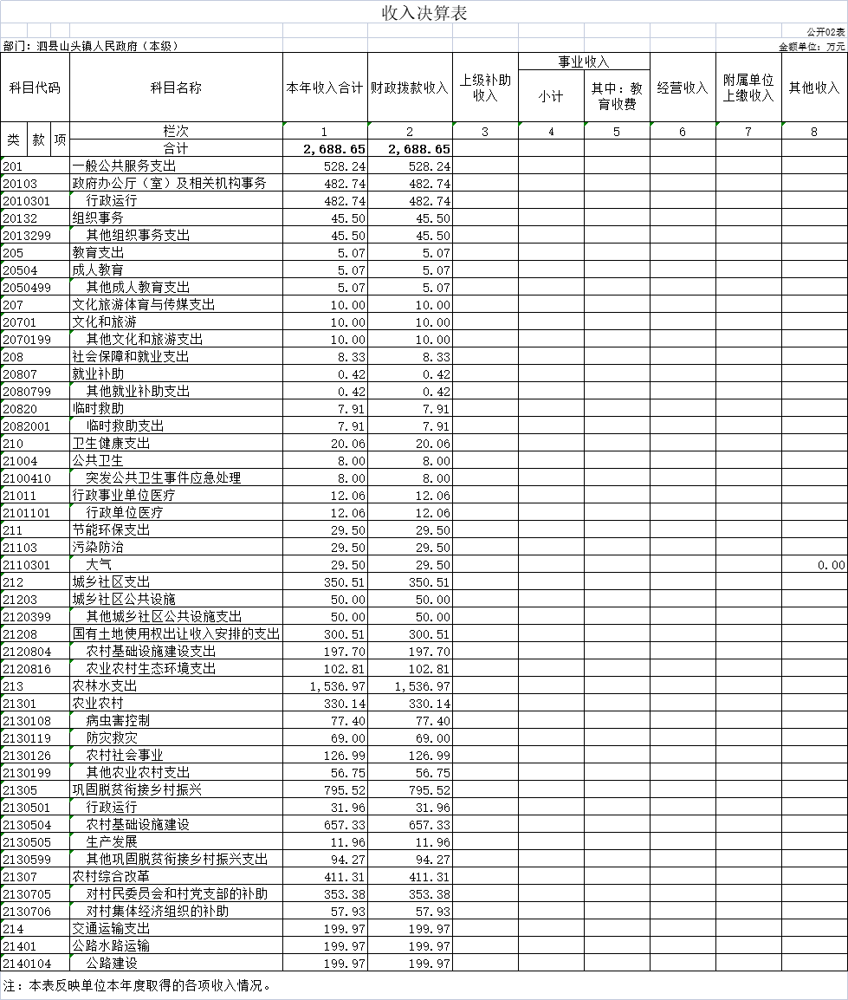 收入决算表
公开02表
部门：泗县山头镇人民政府（本级） 金额单位：万元
科目代码 科目名称 本年收入合计 财政拨款收入 上级补助收入 事业收入 经营收入 附属单位上缴收入 其他收入
小计 其中：教育收费
类 款 项 栏次 1 2 3 4 5 6 7 8
合计 2,688.65 2,688.65
201 一般公共服务支出 528.24 528.24
20103 政府办公厅（室）及相关机构事务 482.74 482.74
2010301 行政运行 482.74 482.74
20132 组织事务 45.50 45.50
2013299 其他组织事务支出 45.50 45.50
205 教育支出 5.07 5.07
20504 成人教育 5.07 5.07
2050499 其他成人教育支出 5.07 5.07
207 文化旅游体育与传媒支出 10.00 10.00
20701 文化和旅游 10.00 10.00
2070199 其他文化和旅游支出 10.00 10.00
208 社会保障和就业支出 8.33 8.33
20807 就业补助 0.42 0.42
2080799 其他就业补助支出 0.42 0.42
20820 临时救助 7.91 7.91
2082001 临时救助支出 7.91 7.91
210 卫生健康支出 20.06 20.06
21004 公共卫生 8.00 8.00
2100410 突发公共卫生事件应急处理 8.00 8.00
21011 行政事业单位医疗 12.06 12.06
2101101 行政单位医疗 12.06 12.06
211 节能环保支出 29.50 29.50
21103 污染防治 29.50 29.50
2110301 大气 29.50 29.50 0.00
212 城乡社区支出 350.51 350.51
21203 城乡社区公共设施 50.00 50.00
2120399 其他城乡社区公共设施支出 50.00 50.00
21208 国有土地使用权出让收入安排的支出 300.51 300.51
2120804 农村基础设施建设支出 197.70 197.70
2120816 农业农村生态环境支出 102.81 102.81
213 农林水支出 1,536.97 1,536.97
21301 农业农村 330.14 330.14
2130108 病虫害控制 77.40 77.40
2130119 防灾救灾 69.00 69.00
2130126 农村社会事业 126.99 126.99
2130199 其他农业农村支出 56.75 56.75
21305 巩固脱贫衔接乡村振兴 795.52 795.52
2130501 行政运行 31.96 31.96
2130504 农村基础设施建设 657.33 657.33
2130505 生产发展 11.96 11.96
2130599 其他巩固脱贫衔接乡村振兴支出 94.27 94.27
21307 农村综合改革 411.31 411.31
2130705 对村民委员会和村党支部的补助 353.38 353.38
2130706 对村集体经济组织的补助 57.93 57.93
214 交通运输支出 199.97 199.97
21401 公路水路运输 199.97 199.97
2140104 公路建设 199.97 199.97
注：本表反映单位本年度取得的各项收入情况。